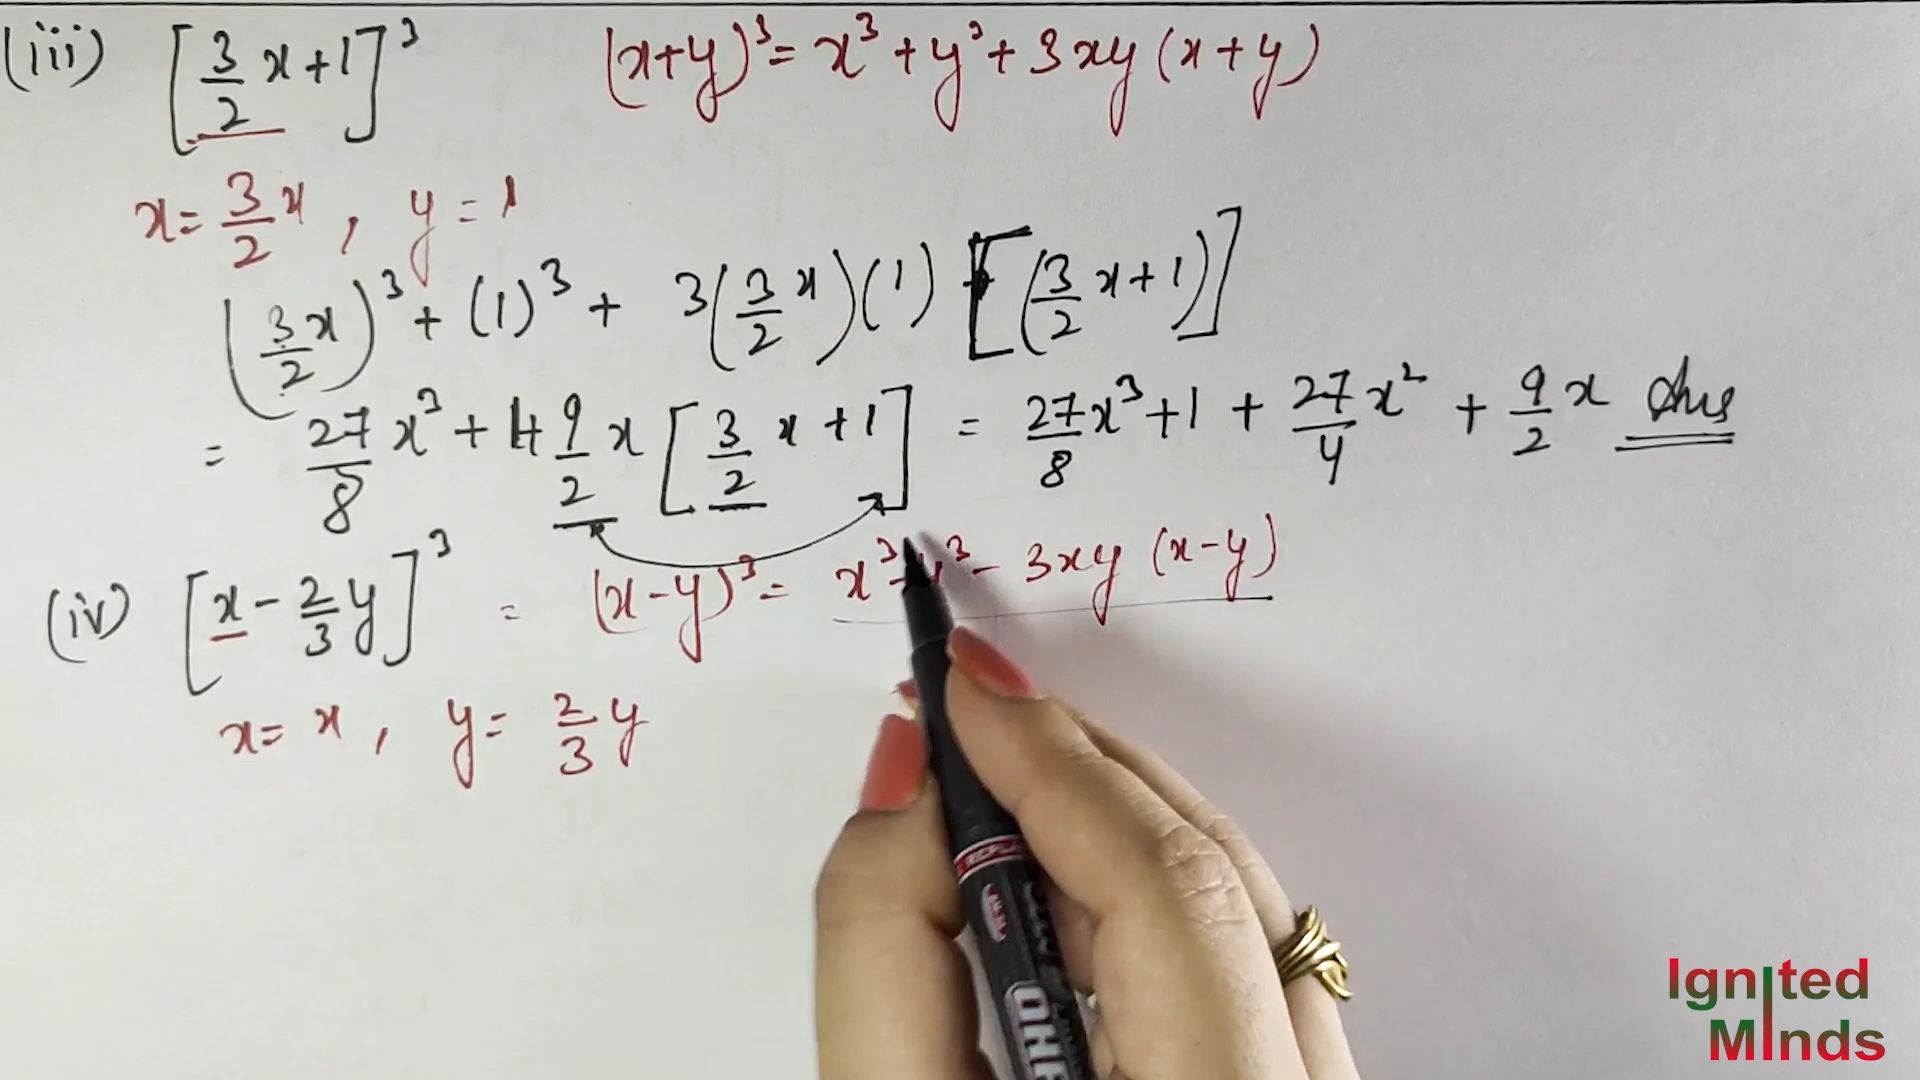 (iii) [3/2 x+1]³ (x+y)³ = x³+y³+3xy(x+y)
x = 3/2 x , y = 1
(3/2 x)³ + (1)³ + 3(3/2 x)(1) [(3/2 x+1)]
= 27/8 x³ + 1 + 9/2 x [3/2 x + 1] = 27/8 x³ + 1 + 27/4 x² + 9/2 x Ans
(iv) [x - 2/3 y]³ = (x-y)³ = x³-y³ - 3xy (x-y)
x = x , y = 2/3 y
Ignited
Minds